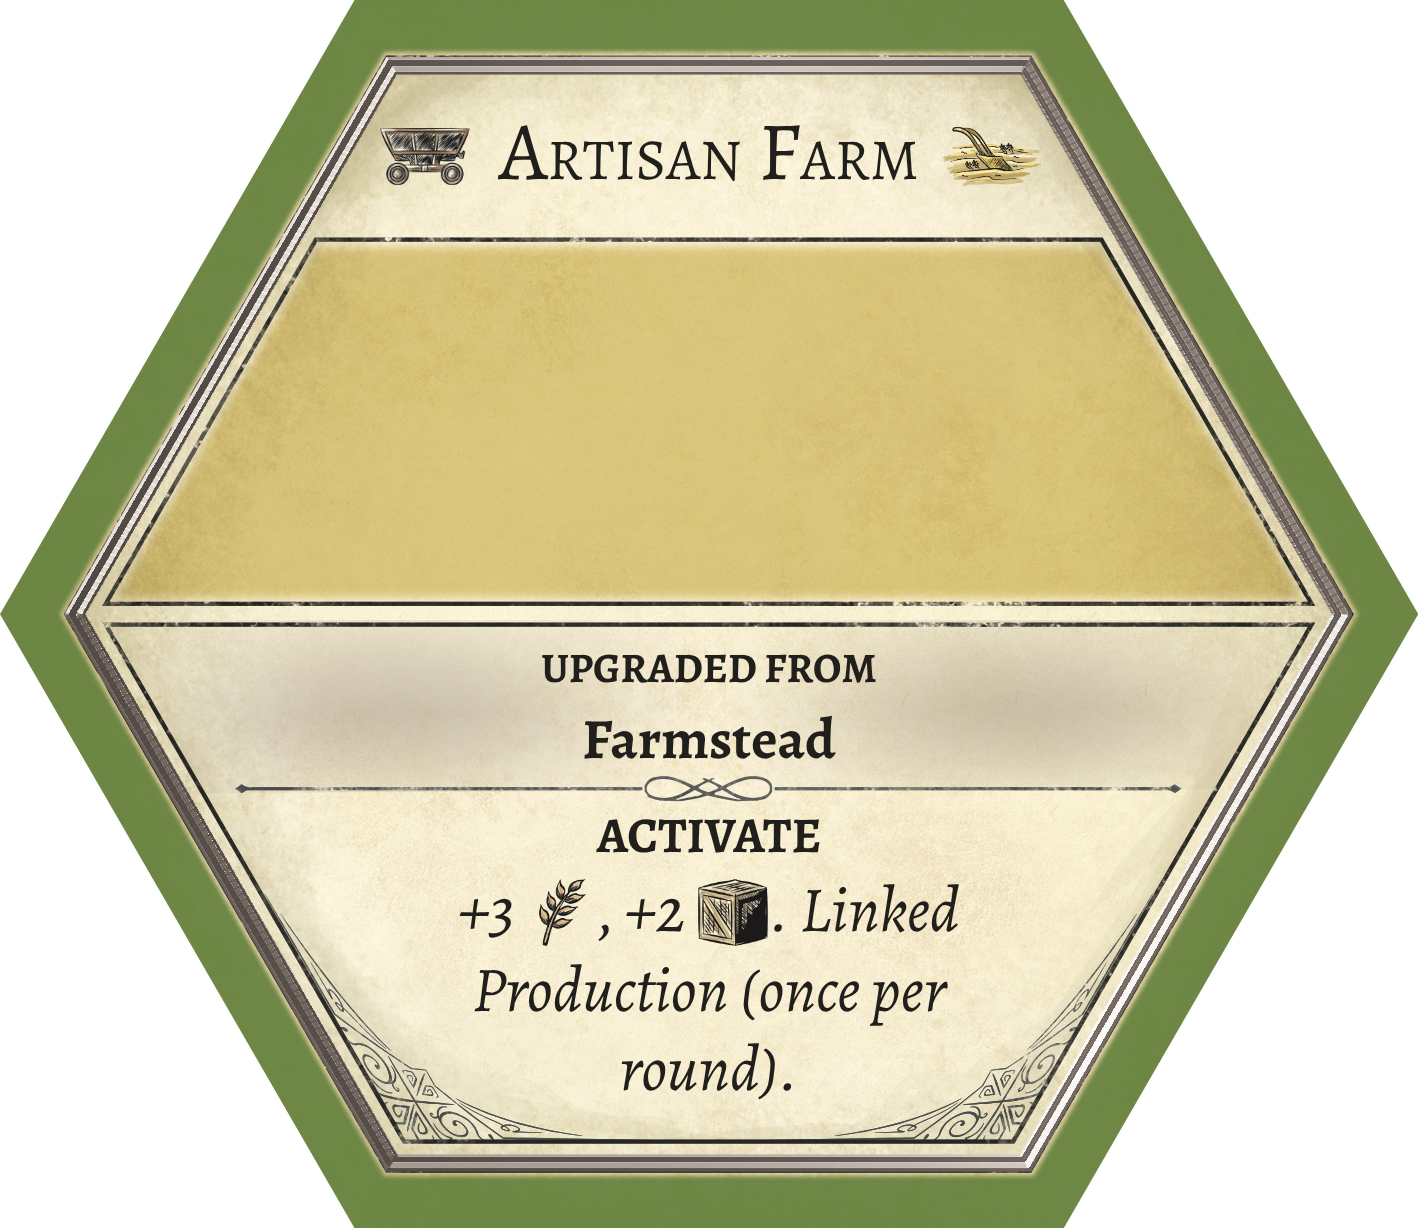 Artisan Farm
UPGRADED FROM
Farmstead
ACTIVATE
+3 , +2 . Linked
Production (once per
round).